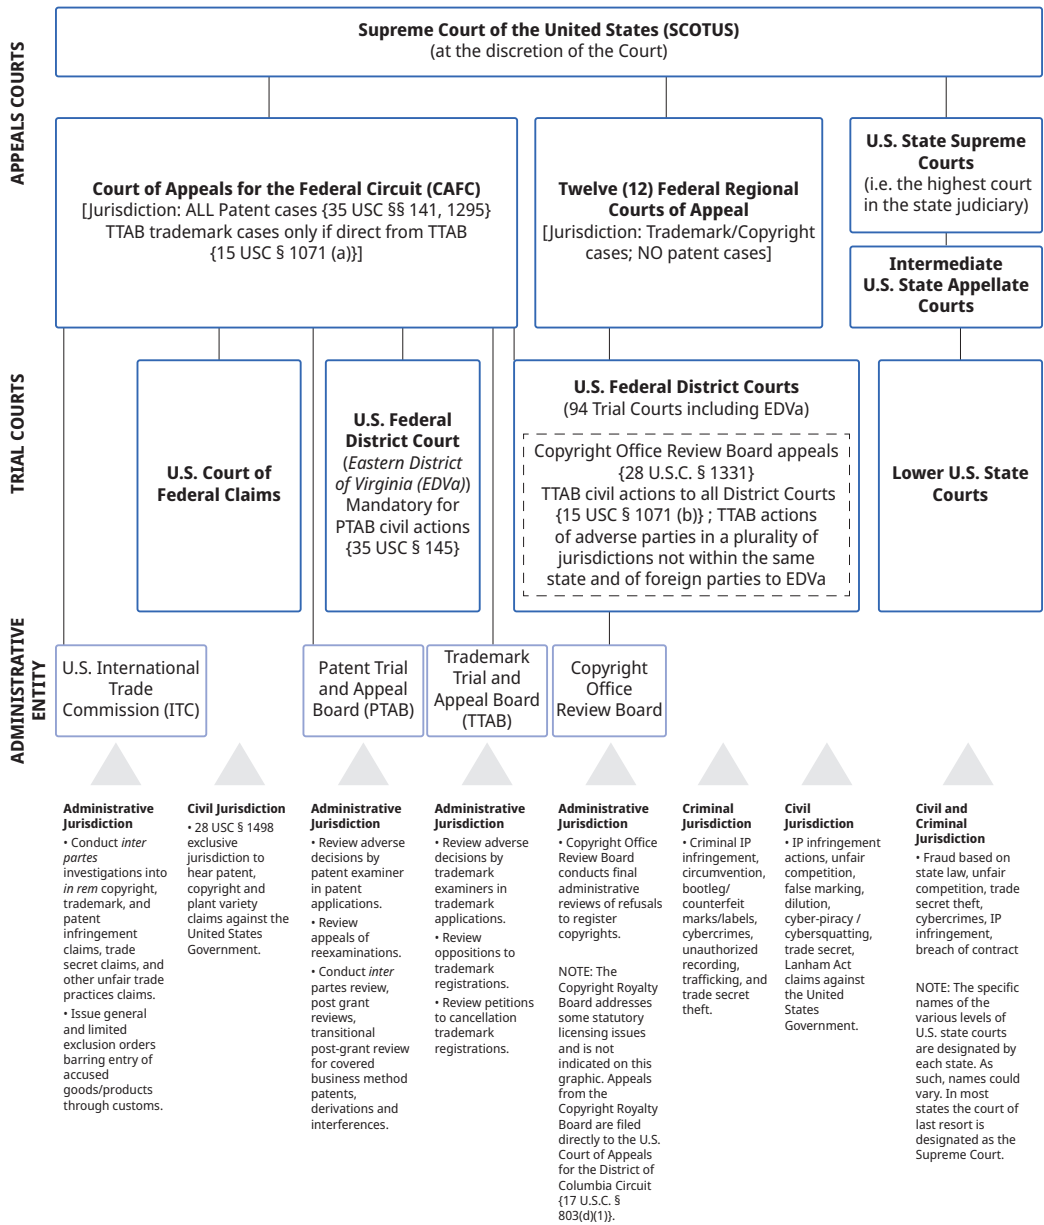 Supreme Court of the United States (SCOTUS)
(at the discretion of the Court)
APPEALS COURTS
Court of Appeals for the Federal Circuit (CAFC)
[Jurisdiction: ALL Patent cases {35 USC §§ 141, 1295}
TTAB trademark cases only if direct from TTAB
{15 USC § 1071 (a)}]
Twelve (12) Federal Regional
Courts of Appeal
[Jurisdiction: Trademark/Copyright
cases; NO patent cases]
U.S. State Supreme
Courts
(i.e. the highest court
in the state judiciary)
Intermediate
U.S. State Appellate
Courts
TRIAL COURTS
U.S. Court of
Federal Claims
U.S. Federal
District Court
(Eastern District
of Virginia (EDVa))
Mandatory for
PTAB civil actions
{35 USC § 145}
U.S. Federal District Courts
(94 Trial Courts including EDVa)
Copyright Office Review Board appeals
{28 U.S.C. § 1331}
TTAB civil actions to all District Courts
{15 USC § 1071 (b)} ; TTAB actions
of adverse parties in a plurality of
jurisdictions not within the same
state and of foreign parties to EDVa
Lower U.S. State
Courts
ADMINISTRATIVE
ENTITY
U.S. International
Trade
Commission (ITC)
Patent Trial
and Appeal
Board (PTAB)
Trademark
Trial and
Appeal Board
(TTAB)
Copyright
Office
Review Board
Administrative
Jurisdiction
• Conduct inter
partes
investigations into
in rem copyright,
trademark, and
patent
infringement
claims, trade
secret claims, and
other unfair trade
practices claims.
• Issue general
and limited
exclusion orders
barring entry of
accused
goods/products
through customs.
Civil Jurisdiction
• 28 USC § 1498
exclusive
jurisdiction to
hear patent,
copyright and
plant variety
claims against the
United States
Government.
Administrative
Jurisdiction
• Review adverse
decisions by
patent examiner
in patent
applications.
• Review
appeals of
reexaminations.
• Conduct inter
partes review,
post grant
reviews,
transitional
post-grant review
for covered
business method
patents,
derivations and
interferences.
Administrative
Jurisdiction
• Review adverse
decisions by
trademark
examiners in
trademark
applications.
• Review
oppositions to
trademark
registrations.
• Review petitions
to cancellation
trademark
registrations.
Administrative
Jurisdiction
• Copyright Office
Review Board
conducts final
administrative
reviews of refusals
to register
copyrights.
NOTE: The
Copyright Royalty
Board addresses
some statutory
licensing issues
and is not
indicated on this
graphic. Appeals
from the
Copyright Royalty
Board are filed
directly to the U.S.
Court of Appeals
for the District of
Columbia Circuit
{17 U.S.C. §
803(d)(1)}.
Criminal
Jurisdiction
• Criminal IP
infringement,
circumvention,
bootleg/
counterfeit
marks/labels,
cybercrimes,
unauthorized
recording,
trafficking, and
trade secret
theft.
Civil
Jurisdiction
• IP infringement
actions, unfair
competition,
false marking,
dilution,
cyber-piracy /
cybersquatting,
trade secret,
Lanham Act
claims against
the United
States
Government.
Civil and
Criminal
Jurisdiction
• Fraud based on
state law, unfair
competition, trade
secret theft,
cybercrimes, IP
infringement,
breach of contract
NOTE: The specific
names of the
various levels of
U.S. state courts
are designated by
each state. As
such, names could
vary. In most
states the court of
last resort is
designated as the
Supreme Court.